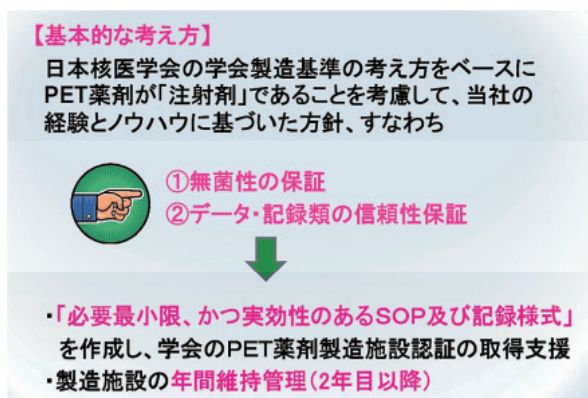 【基本的な考え方】
日本核医学会の学会製造基準の考え方をベースに
PET薬剤が「注射剤」であることを考慮して、当社の
経験とノウハウに基づいた方針、すなわち
①無菌性の保証
②データ・記録類の信頼性保証
・「必要最小限、かつ実効性のあるSOP及び記録様式」
を作成し、学会のPET薬剤製造施設認証の取得支援
・製造施設の年間維持管理（2年目以降）